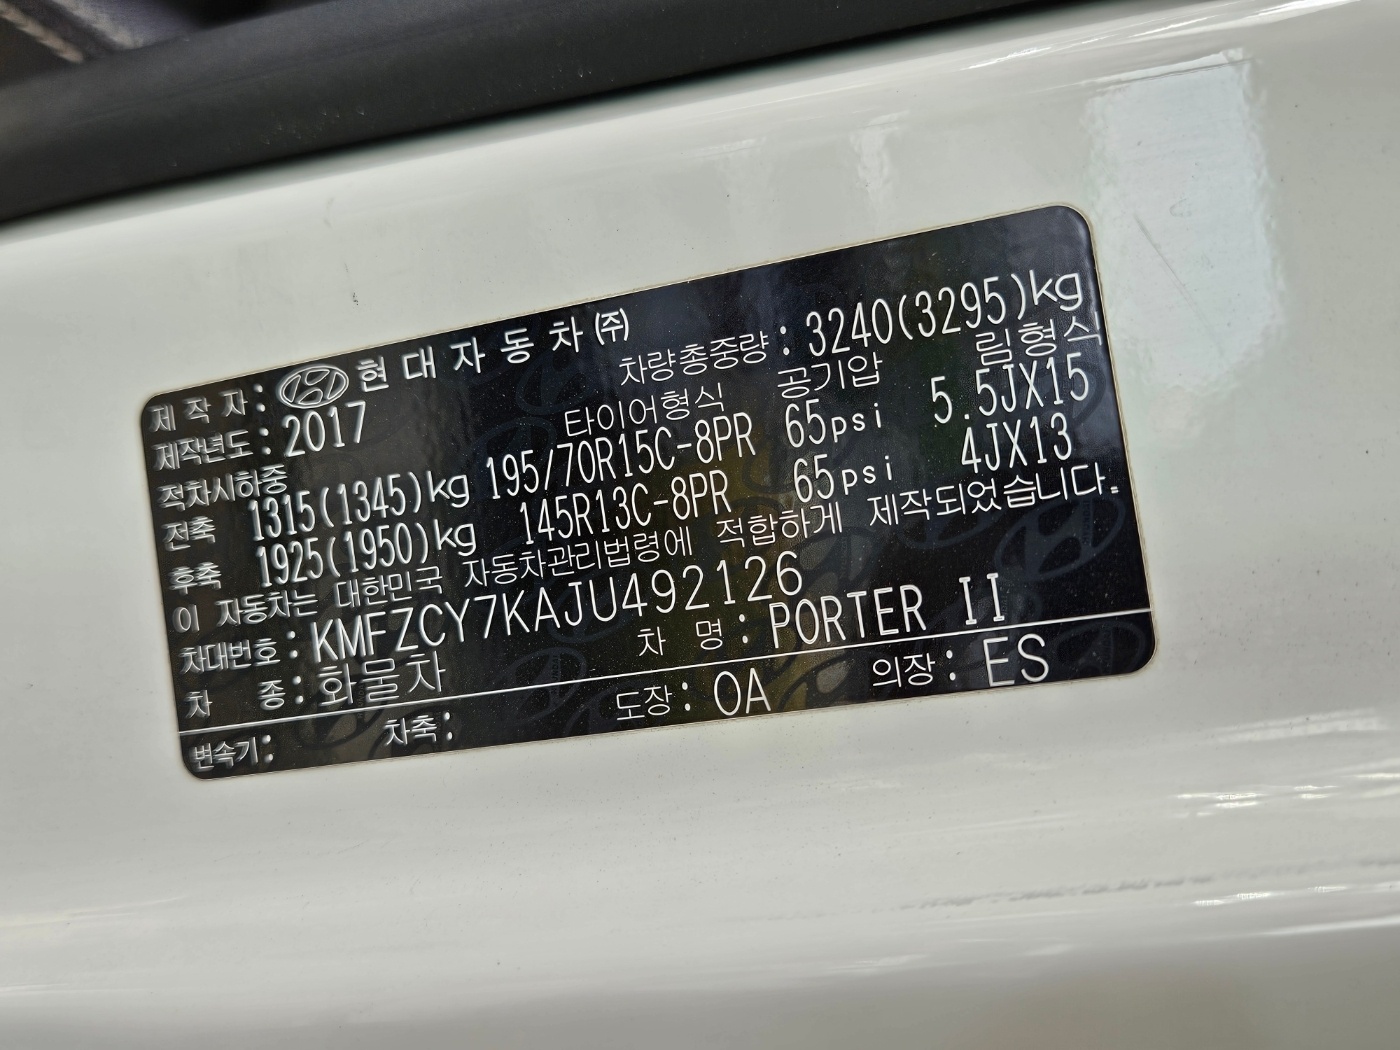 제 작 자 : HYUNDAI 현 대 자 동 차 ㈜
제작년도 : 2017 차량총중량 : 3240(3295)kg
적차시하중 타이어형식 공기압 림형식
전축 1315(1345)kg 195/70R15C-8PR 65psi 5.5JX15
후축 1925(1950)kg 145R13C-8PR 65psi 4JX13
이 자동차는 대한민국 자동차관리법령에 적합하게 제작되었습니다.
차대번호 : KMFZCY7KAJU492126
차 종 : 화물차 차 명 : PORTER II
변속기 : 차축 : 도장 : OA 의장 : ES